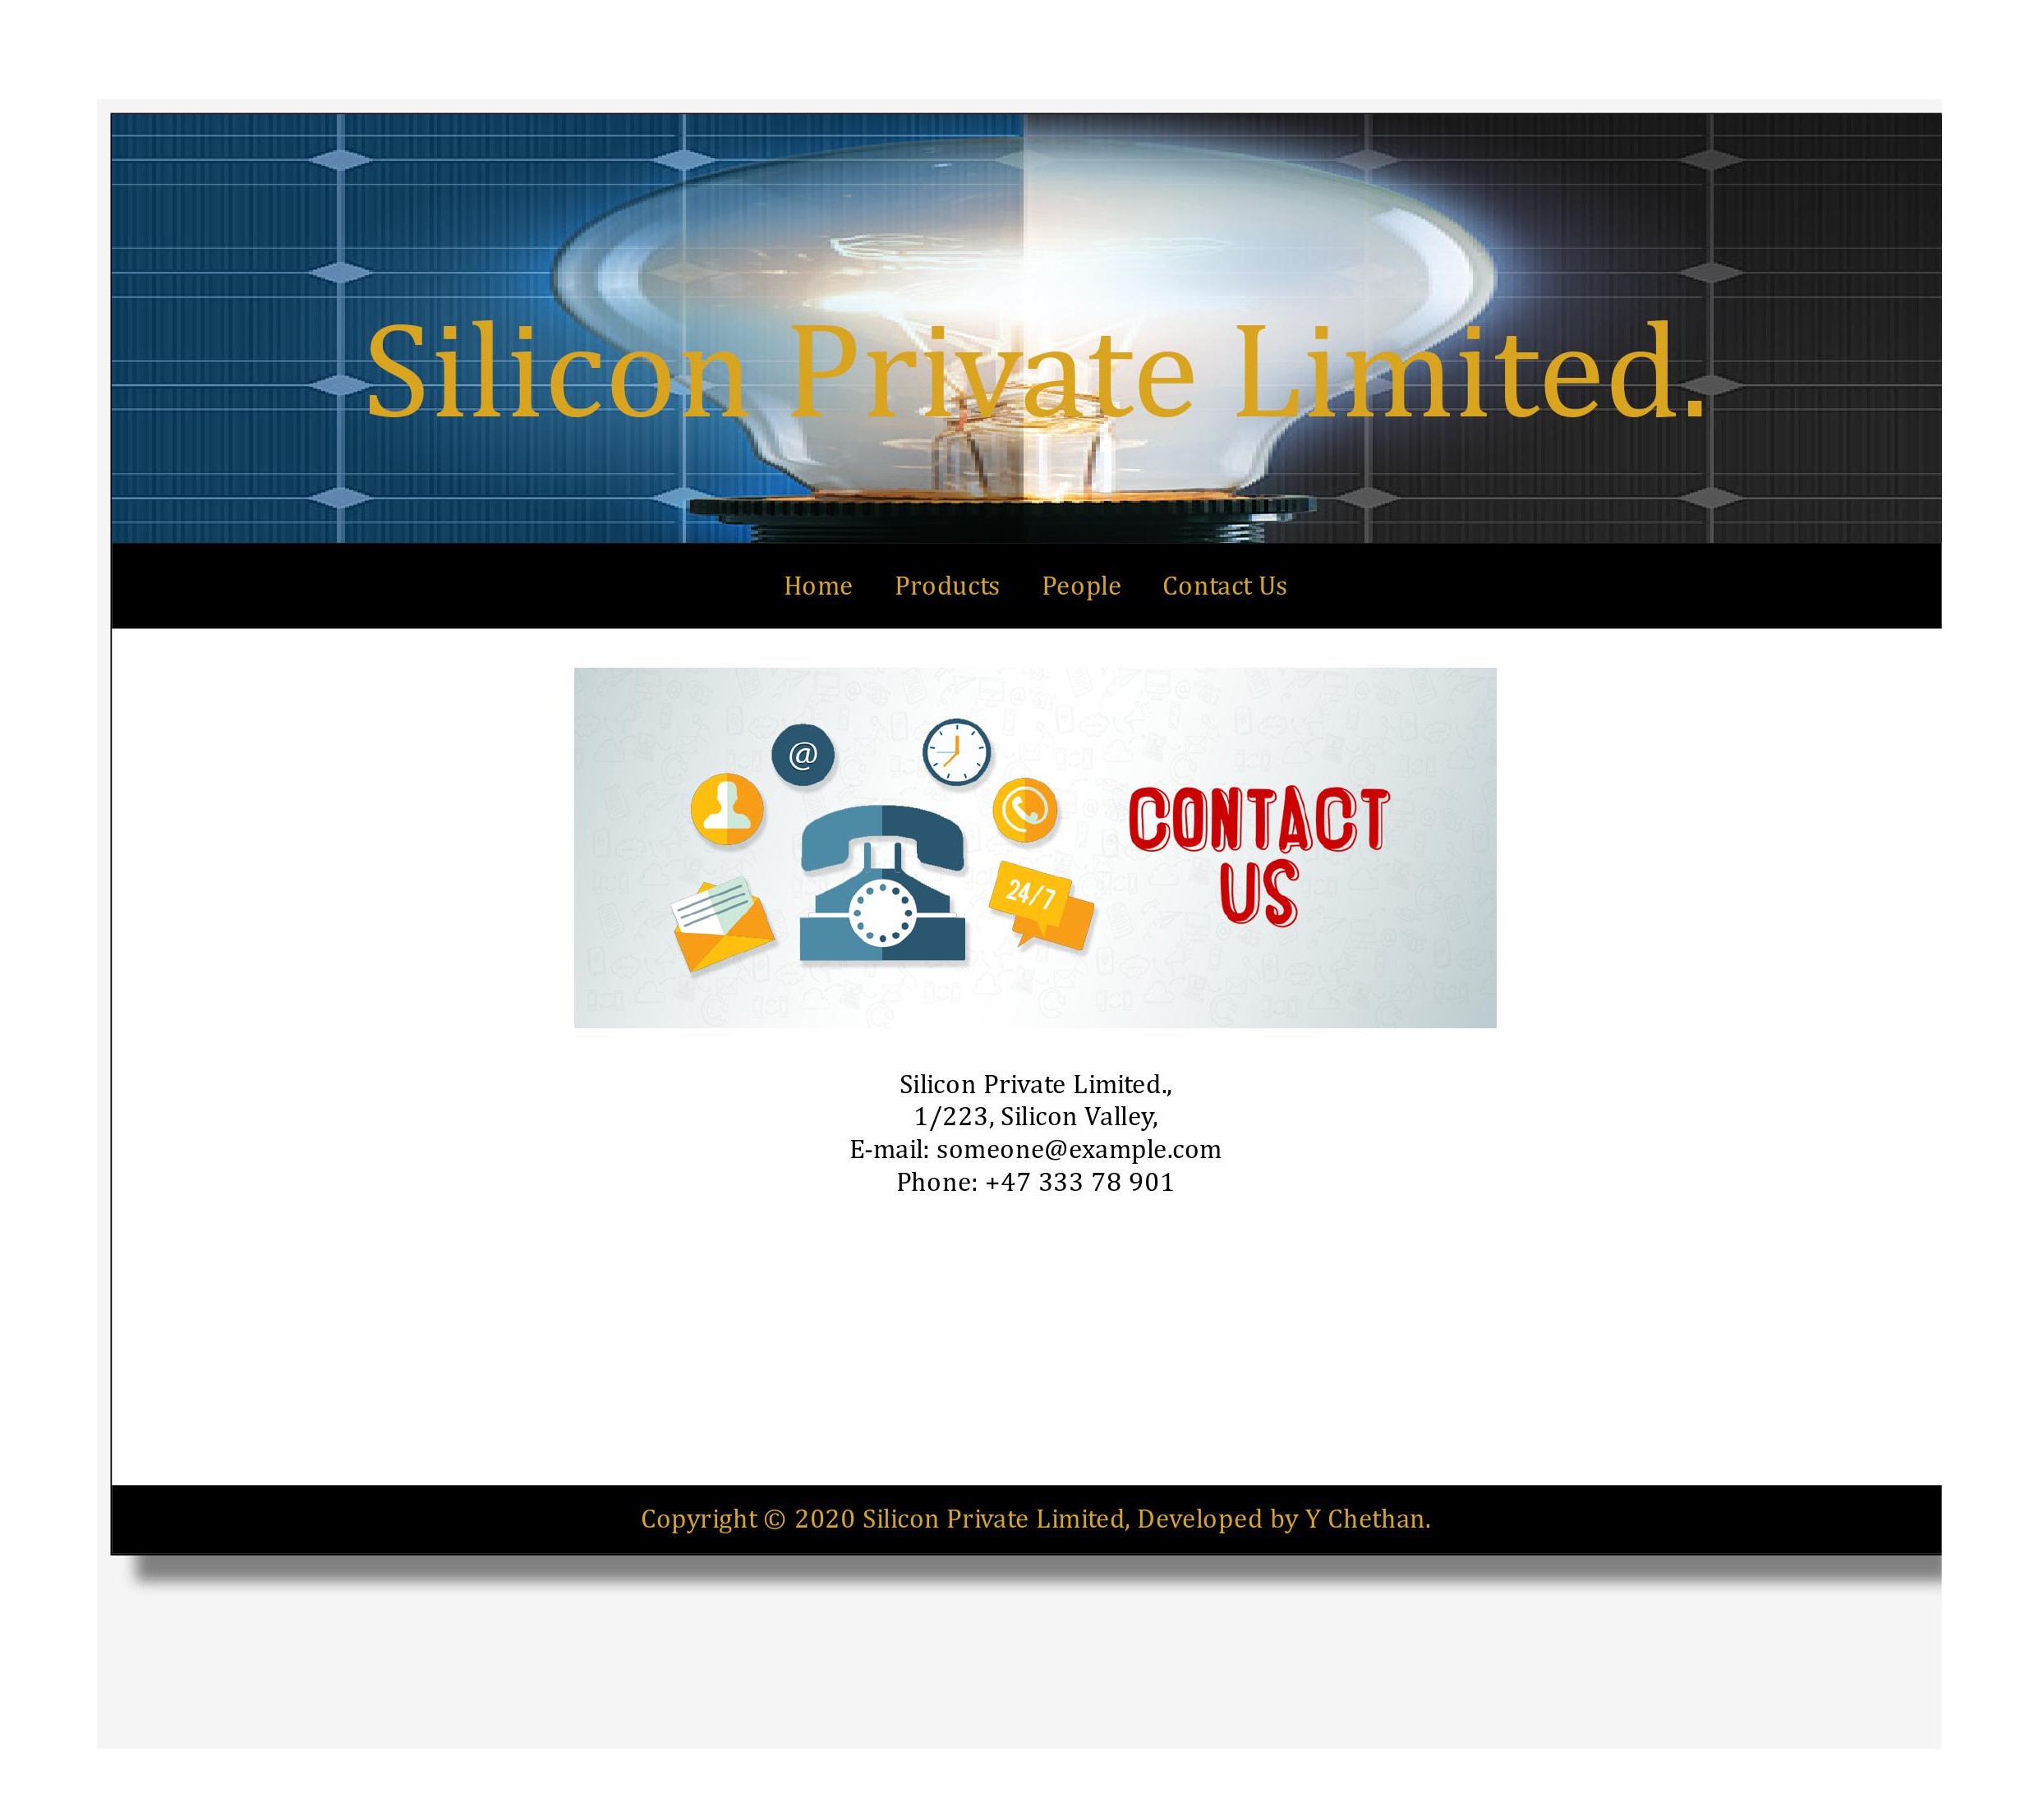 Silicon Private Limited.
Home Products People Contact Us
@
24/7
CONTACT
US
Silicon Private Limited.,
1/223, Silicon Valley,
E-mail: someone@example.com
Phone: +47 333 78 901
Copyright © 2020 Silicon Private Limited, Developed by Y Chethan.